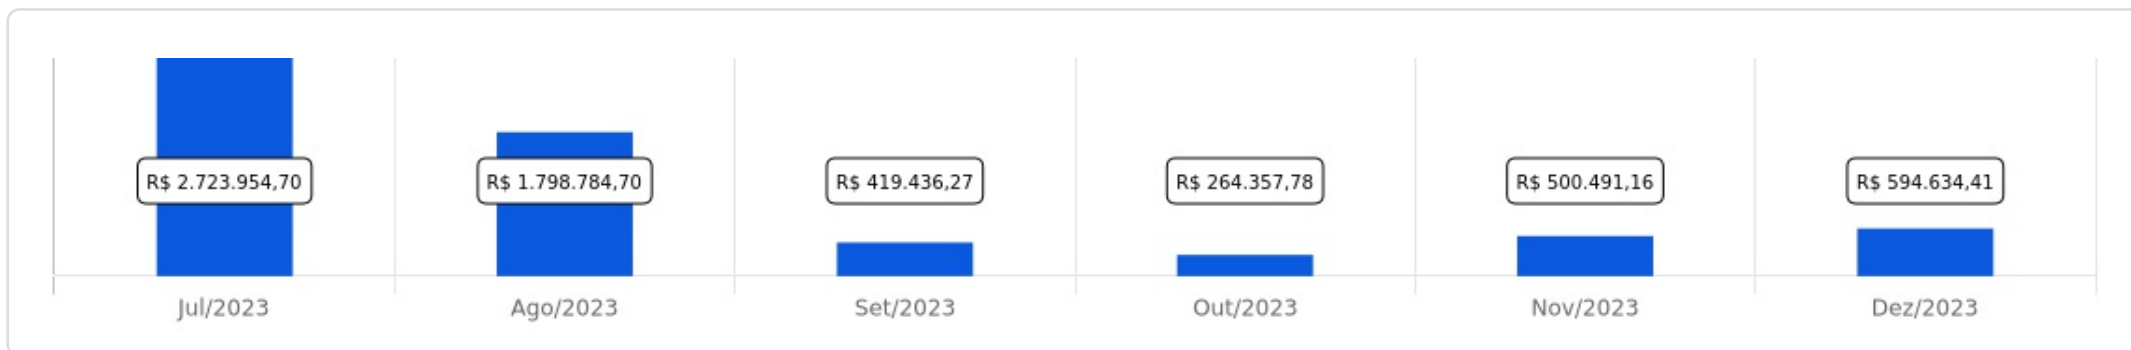 R$ 2.723.954,70 R$ 1.798.784,70 R$ 419.436,27 R$ 264.357,78 R$ 500.491,16 R$ 594.634,41
Jul/2023 Ago/2023 Set/2023 Out/2023 Nov/2023 Dez/2023